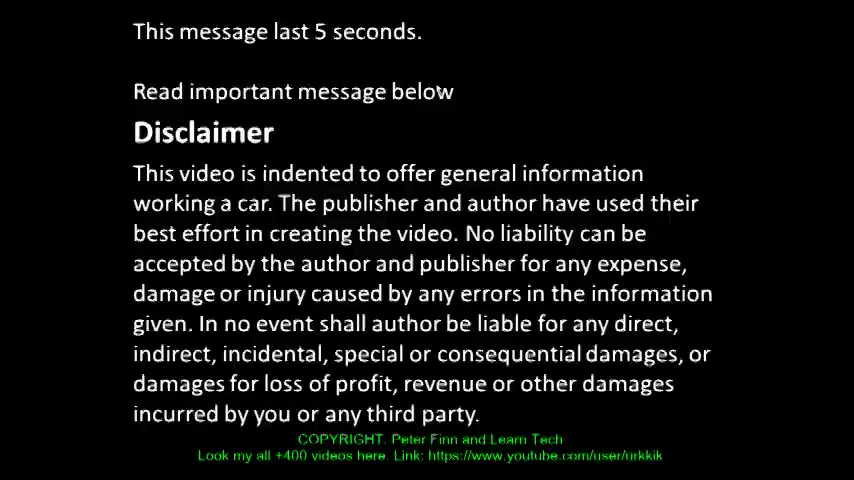 This message last 5 seconds.
Read important message below
Disclaimer
This video is indented to offer general information
working a car. The publisher and author have used their
best effort in creating the video. No liability can be
accepted by the author and publisher for any expense,
damage or injury caused by any errors in the information
given. In no event shall author be liable for any direct,
indirect, incidental, special or consequential damages, or
damages for loss of profit, revenue or other damages
incurred by you or any third party.
COPYRIGHT. Peter Finn and Learn Tech
Look my all +400 videos here. Link: https://www.youtube.com/user/urkkik